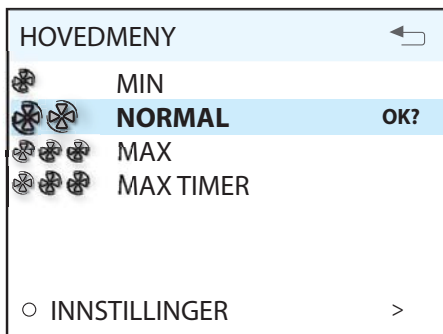 HOVEDMENY
MIN
NORMAL OK?
MAX
MAX TIMER
INNSTILLINGER >